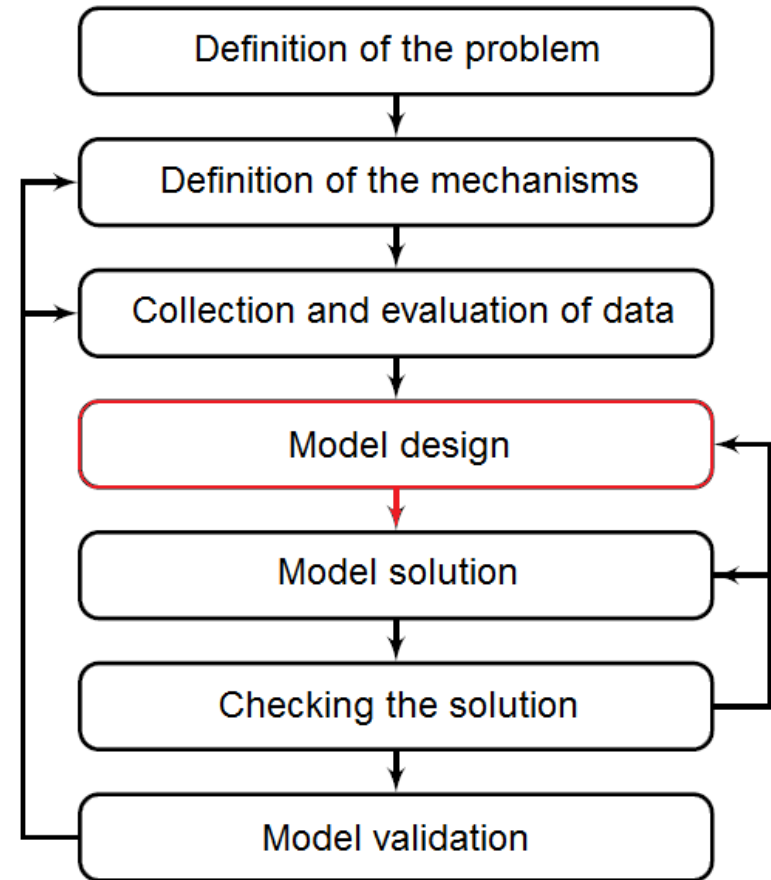 Definition of the problem
Definition of the mechanisms
Collection and evaluation of data
Model design
Model solution
Checking the solution
Model validation